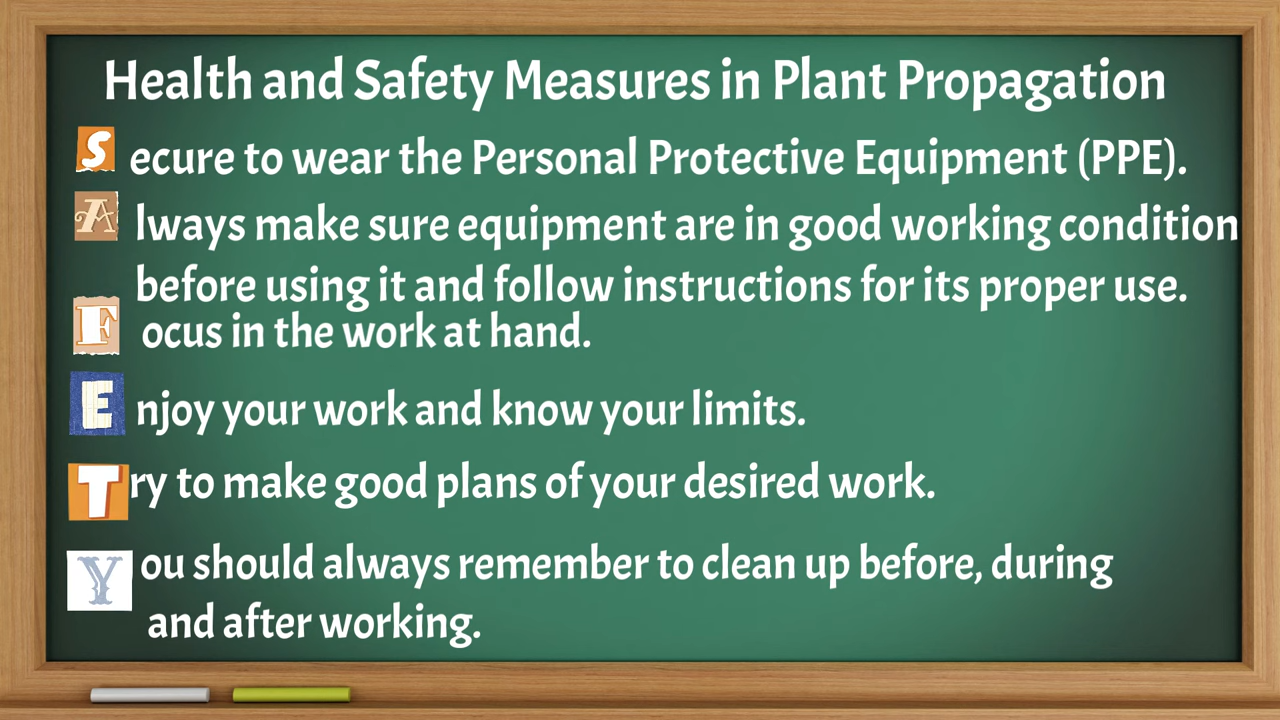 Health and Safety Measures in Plant Propagation
Secure to wear the Personal Protective Equipment (PPE).
Always make sure equipment are in good working condition
before using it and follow instructions for its proper use.
Focus in the work at hand.
Enjoy your work and know your limits.
Try to make good plans of your desired work.
You should always remember to clean up before, during
and after working.